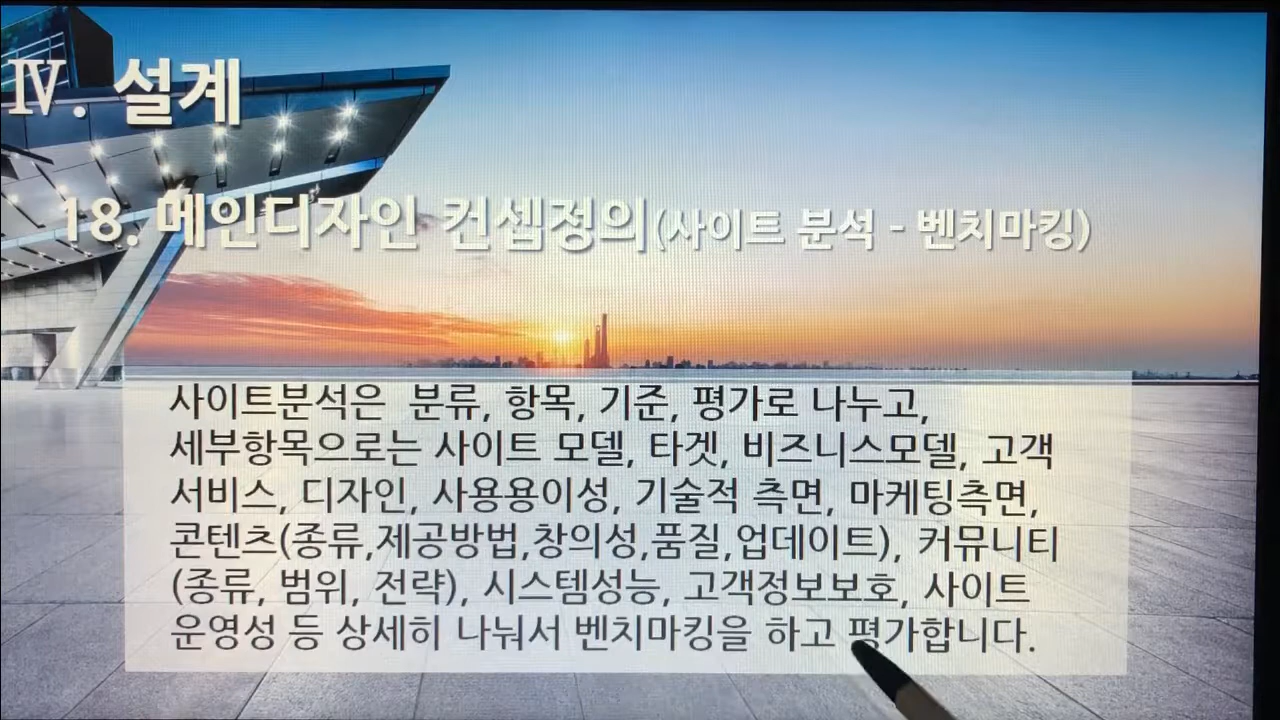 Ⅳ. 설계
18. 메인디자인 컨셉정의(사이트 분석 - 벤치마킹)
사이트분석은 분류, 항목, 기준, 평가로 나누고,
세부항목으로는 사이트 모델, 타겟, 비즈니스모델, 고객
서비스, 디자인, 사용용이성, 기술적 측면, 마케팅측면,
콘텐츠(종류,제공방법,창의성,품질,업데이트), 커뮤니티
(종류, 범위, 전략), 시스템성능, 고객정보보호, 사이트
운영성 등 상세히 나눠서 벤치마킹을 하고 평가합니다.